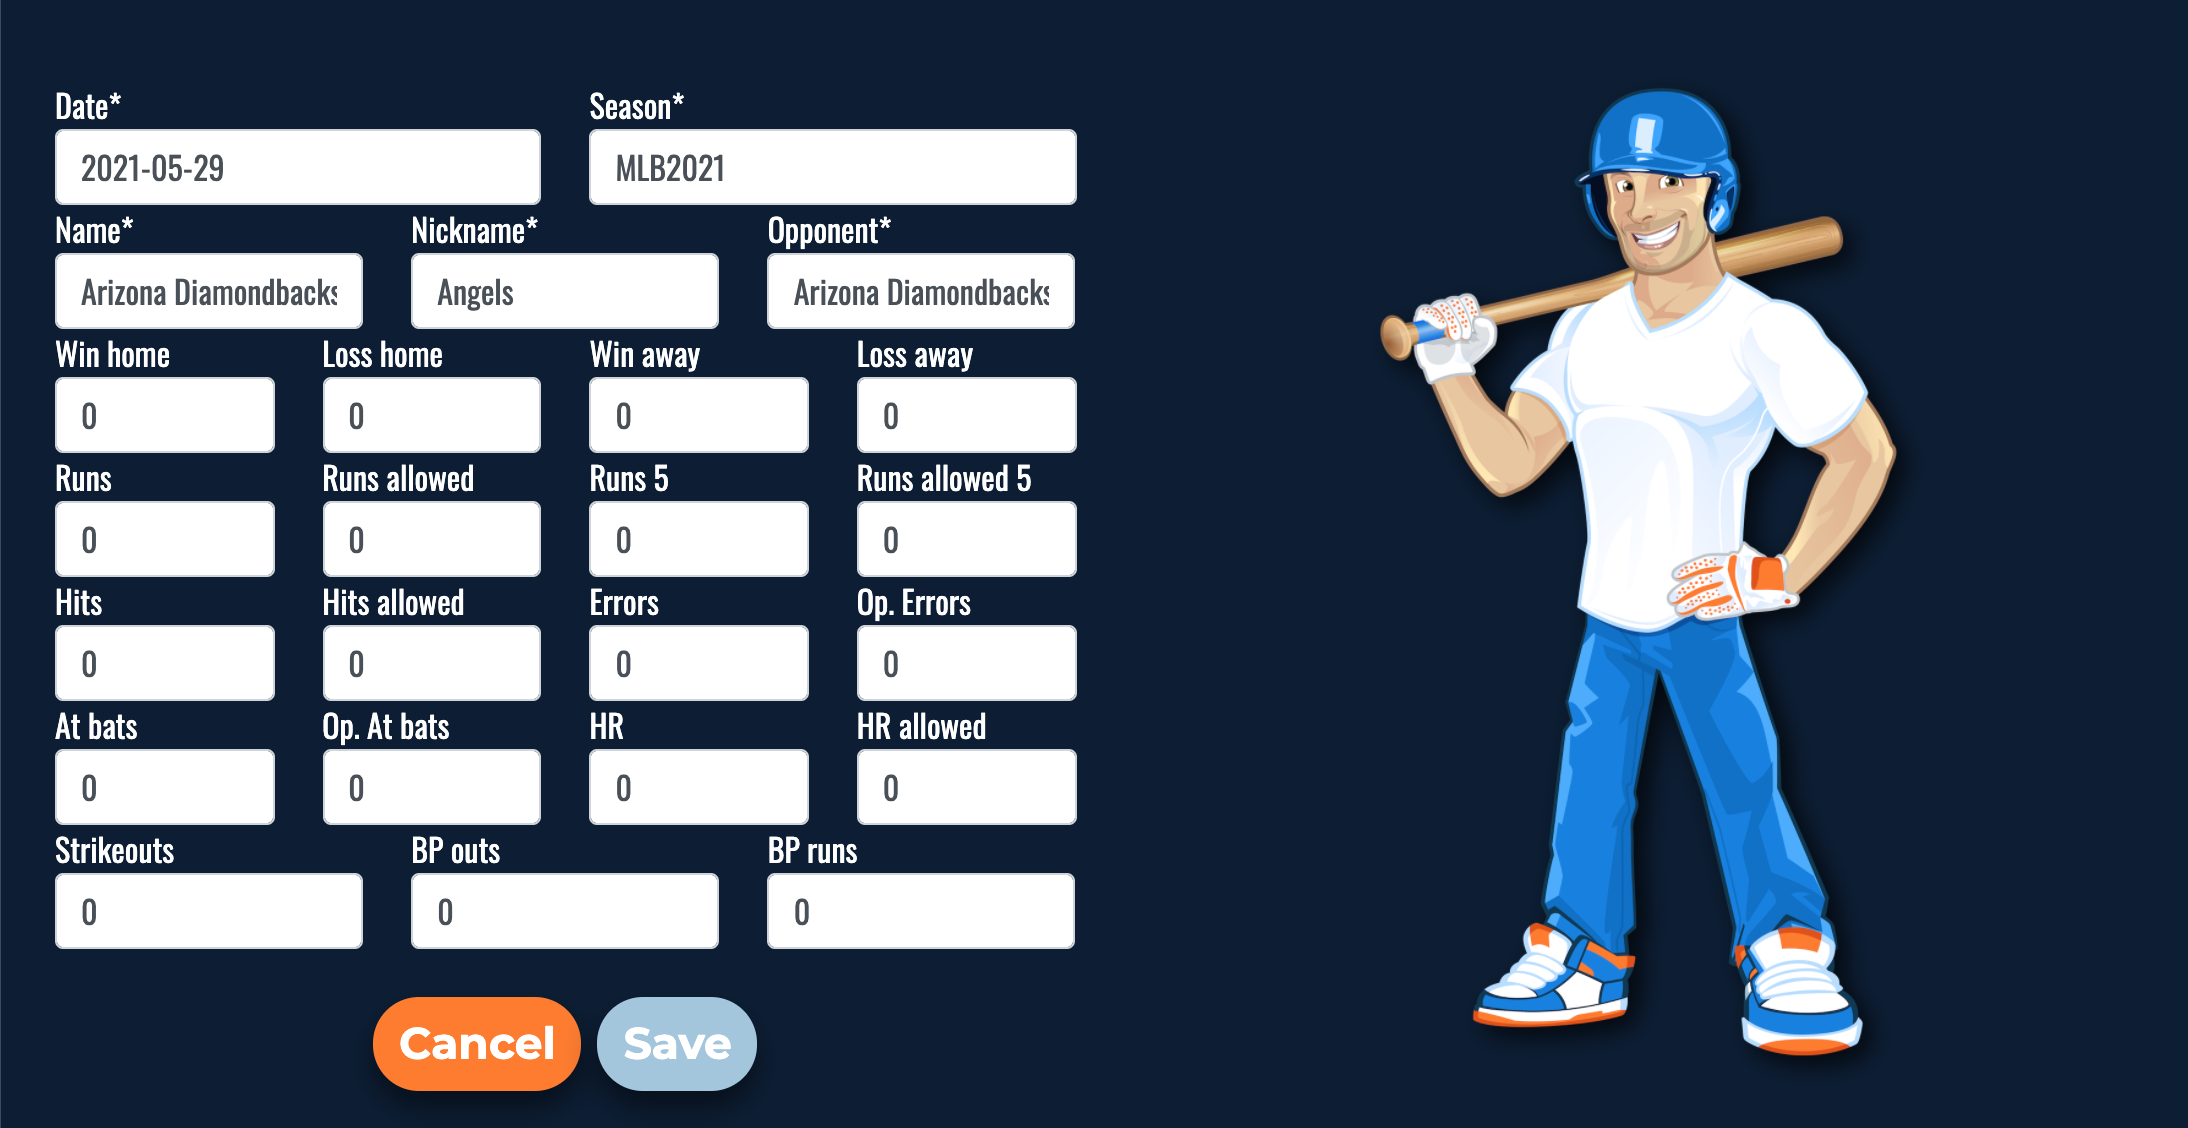 Date* Season*
2021-05-29 MLB2021
Name* Nickname* Opponent*
Arizona Diamondbacks Angels Arizona Diamondbacks
Win home Loss home Win away Loss away
0 0 0 0
Runs Runs allowed Runs 5 Runs allowed 5
0 0 0 0
Hits Hits allowed Errors Op. Errors
0 0 0 0
At bats Op. At bats HR HR allowed
0 0 0 0
Strikeouts BP outs BP runs
0 0 0
Cancel Save